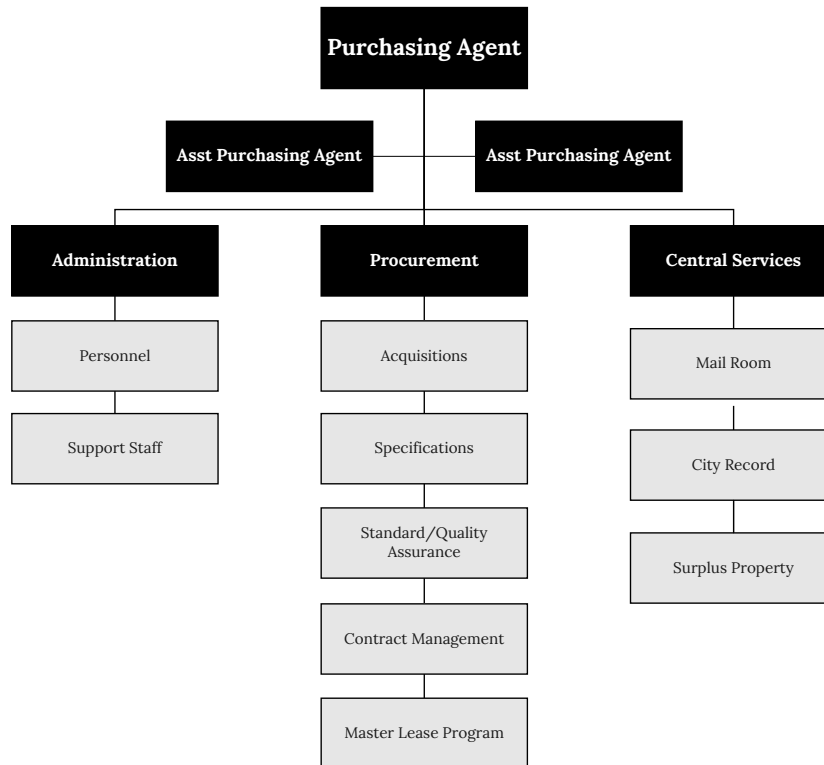 Purchasing Agent
Asst Purchasing Agent
Asst Purchasing Agent
Administration
Procurement
Central Services
Personnel
Acquisitions
Mail Room
Support Staff
Specifications
City Record
Standard/Quality
Assurance
Surplus Property
Contract Management
Master Lease Program